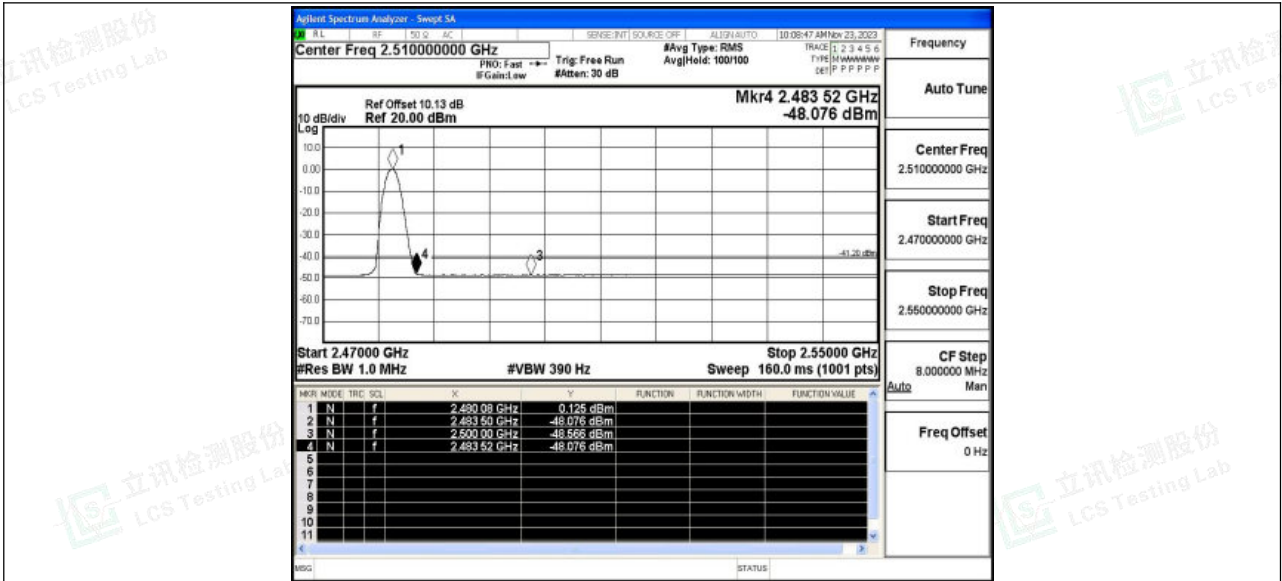 Agilent Spectrum Analyzer - Swept SA
RL RF 50 Ω AC SENSE:INT SOURCE OFF ALIGN AUTO 10:08:47 AM Nov 23, 2023
Center Freq 2.510000000 GHz #Avg Type: RMS TRACE 1 2 3 4 5 6
PNO: Fast Trig: Free Run Avg|Hold: 100/100 TYPE M WWWWW
IFGain:Low #Atten: 30 dB DET P P P P P P
Frequency
Auto Tune
Ref Offset 10.13 dB Mkr4 2.483 52 GHz
10 dB/div Ref 20.00 dBm -48.076 dBm
Log
10.0
0.00
-10.0
-20.0
-30.0
-40.0
-50.0
-60.0
-70.0
1
4
3
-41.20 dBm
Start 2.47000 GHz Stop 2.55000 GHz
#Res BW 1.0 MHz #VBW 390 Hz Sweep 160.0 ms (1001 pts)
Center Freq
2.510000000 GHz
Start Freq
2.470000000 GHz
Stop Freq
2.550000000 GHz
CF Step
8.000000 MHz
Auto Man
Freq Offset
0 Hz
MKR MODE TRC SCL X Y FUNCTION FUNCTION WIDTH FUNCTION VALUE
1 N f 2.480 08 GHz 0.125 dBm
2 N f 2.483 50 GHz -48.076 dBm
3 N f 2.500 00 GHz -48.566 dBm
4 N f 2.483 52 GHz -48.076 dBm
5
6
7
8
9
10
11
MSG STATUS
立讯检测股份
LCS Testing Lab
立讯检
LCS Tes
立讯检测股份
LCS Testing Lab
立讯检测股份
LCS Testing Lab